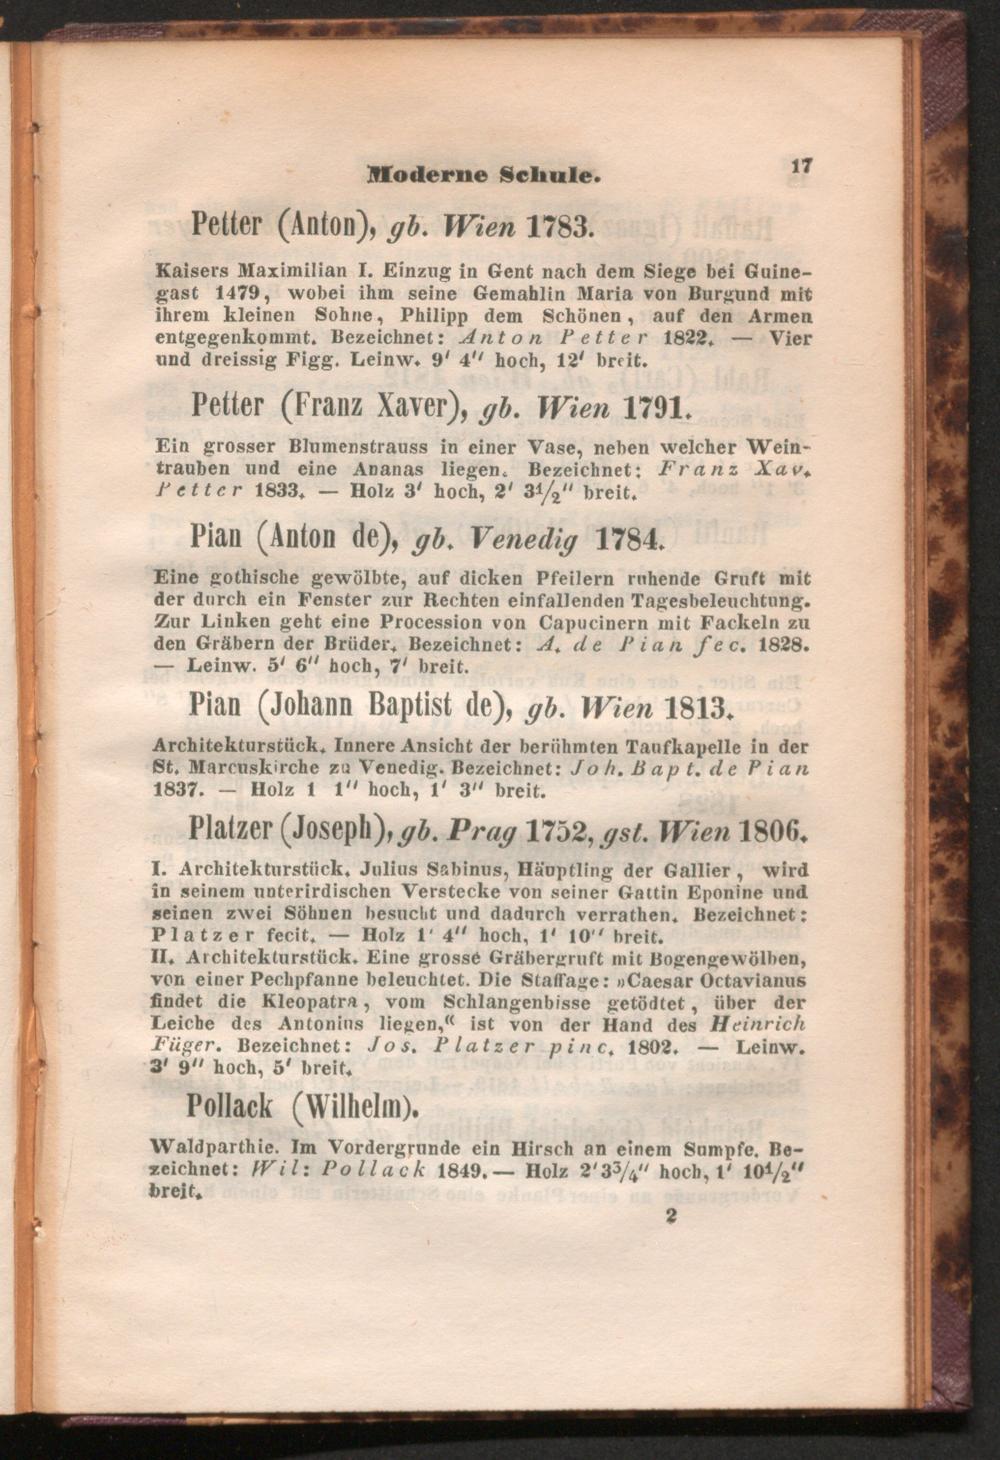 Moderne Schule. 17
Petter (Anton), gb. Wien 1783.
Kaisers Maximilian I. Einzug in Gent nach dem Siege bei Guine-
gast 1479, wobei ihm seine Gemahlin Maria von Burgund mit
ihrem kleinen Sohne, Philipp dem Schönen, auf den Armen
entgegenkommt. Bezeichnet: Anton Petter 1822. — Vier
und dreissig Figg. Leinw. 9' 4" hoch, 12' breit.
Petter (Franz Xaver), gb. Wien 1791.
Ein grosser Blumenstrauss in einer Vase, neben welcher Wein-
trauben und eine Ananas liegen. Bezeichnet: Franz Xav.
Petter 1833. — Holz 3' hoch, 2' 3½" breit.
Pian (Anton de), gb. Venedig 1784.
Eine gothische gewölbte, auf dicken Pfeilern ruhende Gruft mit
der durch ein Fenster zur Rechten einfallenden Tagesbeleuchtung.
Zur Linken geht eine Procession von Capucinern mit Fackeln zu
den Gräbern der Brüder. Bezeichnet: A. de Pian fec. 1828.
— Leinw. 5' 6" hoch, 7' breit.
Pian (Johann Baptist de), gb. Wien 1813.
Architekturstück. Innere Ansicht der berühmten Taufkapelle in der
St. Marcuskirche zu Venedig. Bezeichnet: Joh. Bapt. de Pian
1837. — Holz 1 1" hoch, 1' 3" breit.
Platzer (Joseph), gb. Prag 1752, gst. Wien 1806.
I. Architekturstück. Julius Sabinus, Häuptling der Gallier, wird
in seinem unterirdischen Verstecke von seiner Gattin Eponine und
seinen zwei Söhnen besucht und dadurch verrathen. Bezeichnet:
Platzer fecit. — Holz 1' 4" hoch, 1' 10" breit.
II. Architekturstück. Eine grosse Gräbergruft mit Bogengewölben,
von einer Pechpfanne beleuchtet. Die Staffage: »Caesar Octavianus
findet die Kleopatra, vom Schlangenbisse getödtet, über der
Leiche des Antonius liegen,« ist von der Hand des Heinrich
Füger. Bezeichnet: Jos. Platzer pinc. 1802. — Leinw.
3' 9" hoch, 5' breit.
Pollack (Wilhelm).
Waldparthie. Im Vordergrunde ein Hirsch an einem Sumpfe. Be-
zeichnet: Wil: Pollack 1849. — Holz 2' 3¾" hoch, 1' 10½"
breit.
2